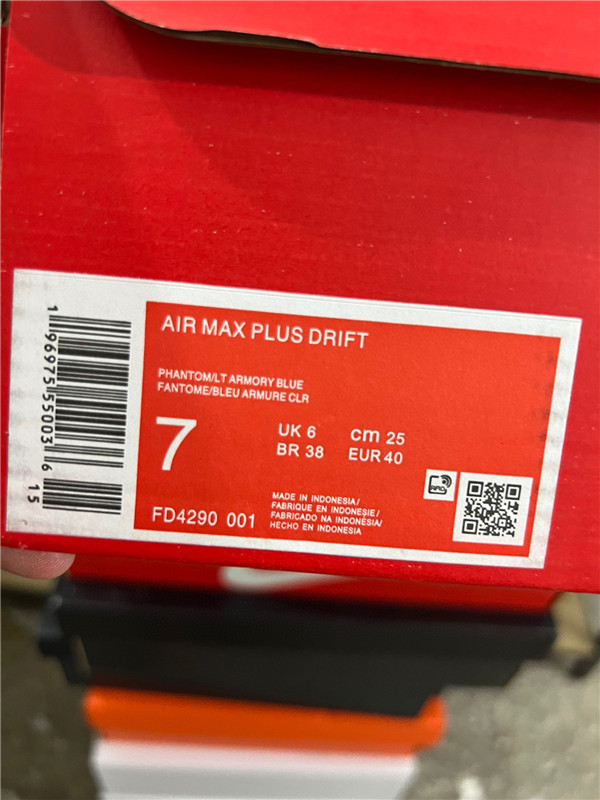 AIR MAX PLUS DRIFT
PHANTOM/LT ARMORY BLUE
FANTOME/BLEU ARMURE CLR
7
UK 6 cm 25
BR 38 EUR 40
FD4290 001
MADE IN INDONESIA/
FABRIQUE EN INDONESIE/
FABRICADO NA INDONÉSIA/
HECHO EN INDONESIA
1 96975 55003 6
15